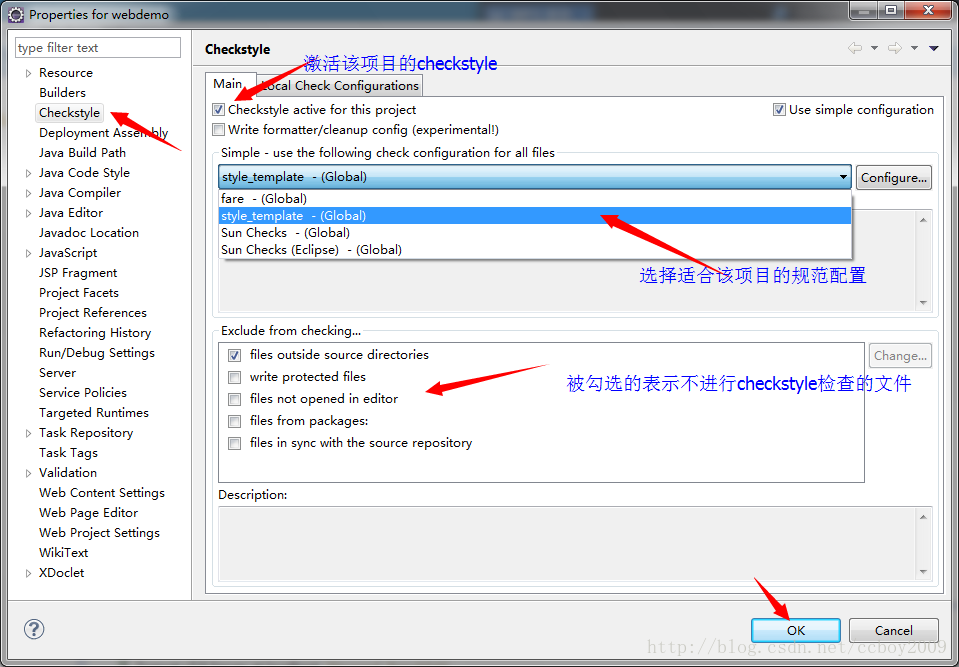 Properties for webdemo
type filter text
Resource
Builders
Checkstyle
Deployment Assembly
Java Build Path
Java Code Style
Java Compiler
Java Editor
Javadoc Location
JavaScript
JSP Fragment
Project Facets
Project References
Refactoring History
Run/Debug Settings
Server
Service Policies
Targeted Runtimes
Task Repository
Task Tags
Validation
Web Content Settings
Web Page Editor
Web Project Settings
WikiText
XDoclet
Checkstyle
激活该项目的checkstyle
Main
Local Check Configurations
Checkstyle active for this project
Use simple configuration
Write formatter/cleanup config (experimental!)
Simple - use the following check configuration for all files
style_template - (Global)
Configure...
fare - (Global)
style_template - (Global)
Sun Checks - (Global)
Sun Checks (Eclipse) - (Global)
选择适合该项目的规范配置
Exclude from checking...
files outside source directories
Change...
write protected files
被勾选的表示不进行checkstyle检查的文件
files not opened in editor
files from packages:
files in sync with the source repository
Description:
OK
Cancel
http://blog.csdn.net/ccboy2009